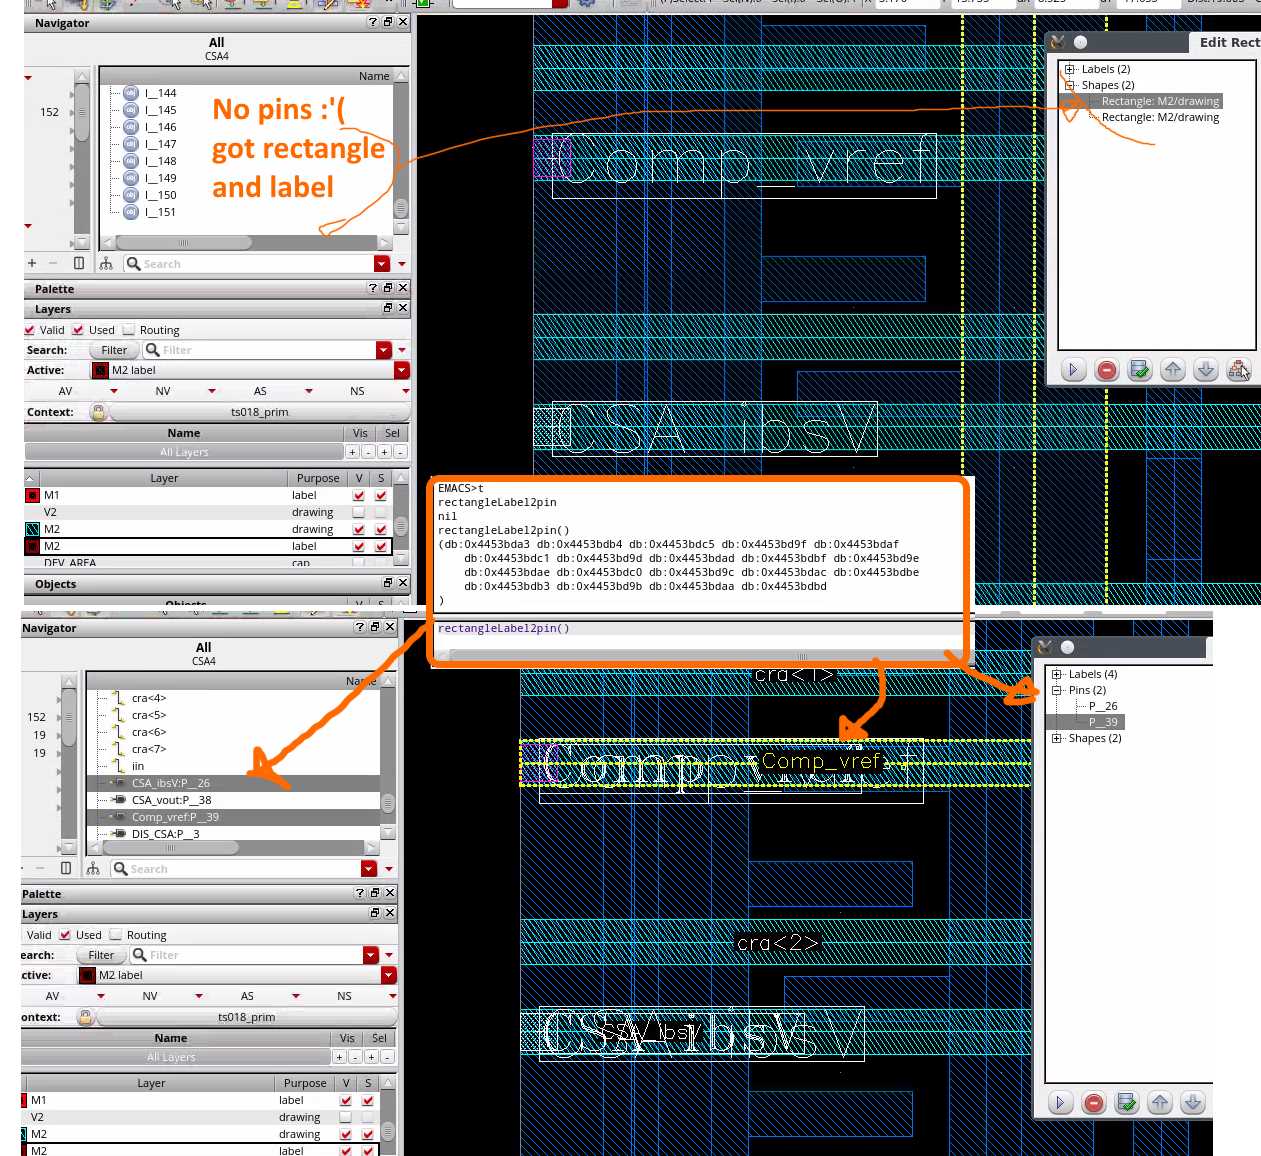 Navigator
All
CSA4
Name
152
I__144
I__145
I__146
I__147
I__148
I__149
I__150
I__151
No pins :'(
got rectangle
and label
Search
Palette
Layers
Valid Used Routing
Search: Filter Filter
Active: M2 label
AV NV AS NS
Context: ts018_prim
Name Vis Sel
All Layers + - + -
Layer Purpose V S
M1 label
V2 drawing
M2 drawing
M2 label
DEV_AREA cap
Objects
Objects
Comp_vref
CSA_ibsV
Edit Rect
Labels (2)
Shapes (2)
Rectangle: M2/drawing
Rectangle: M2/drawing
EMACS>t
rectangleLabel2pin
nil
rectangleLabel2pin()
(db:0x4453bda3 db:0x4453bdb4 db:0x4453bdc5 db:0x4453bd9f db:0x4453bdaf
db:0x4453bdc1 db:0x4453bd9d db:0x4453bdad db:0x4453bdbf db:0x4453bd9e
db:0x4453bdae db:0x4453bdc0 db:0x4453bd9c db:0x4453bdac db:0x4453bdbe
db:0x4453bdb3 db:0x4453bd9b db:0x4453bdaa db:0x4453bdbd
)
rectangleLabel2pin()
Navigator
All
CSA4
Name
152
19
19
cra<4>
cra<5>
cra<6>
cra<7>
iin
CSA_ibsV:P__26
CSA_vout:P__38
Comp_vref:P__39
DIS_CSA:P__3
Search
Palette
Layers
Valid Used Routing
earch: Filter Filter
ctive: M2 label
AV NV AS NS
ontext: ts018_prim
Name Vis Sel
All Layers + - + -
Layer Purpose V S
M1 label
V2 drawing
M2 drawing
M2 label
cra<1>
Comp_vref
Comp_vref
cra<2>
CSA_ibsV
CSA_ibsV
Labels (4)
Pins (2)
P__26
P__39
Shapes (2)